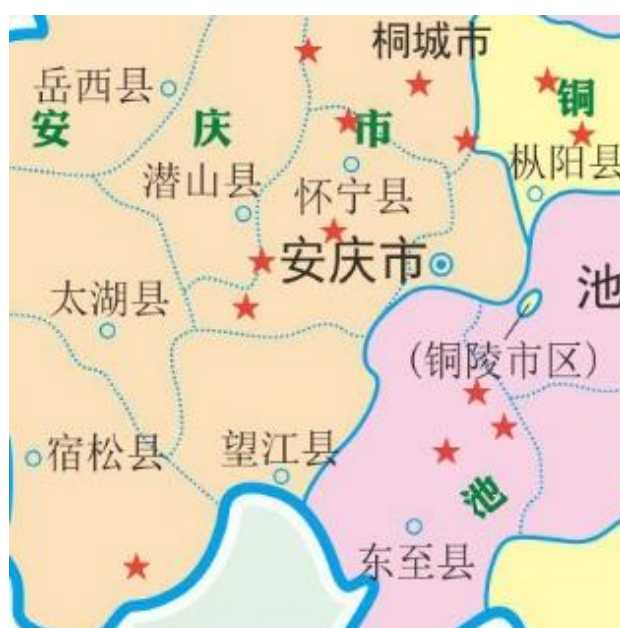 桐城市
岳西县
铜
安 庆 市
枞阳县
潜山县
怀宁县
安庆市
池
太湖县
(铜陵市区)
宿松县
望江县
池
东至县